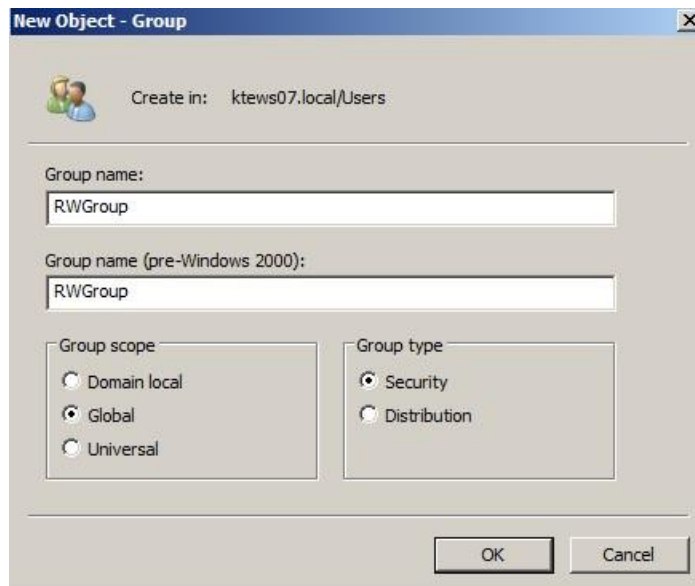 New Object - Group
Create in: ktews07.local/Users
Group name:
RWGroup
Group name (pre-Windows 2000):
RWGroup
Group scope
Domain local
Global
Universal
Group type
Security
Distribution
OK
Cancel